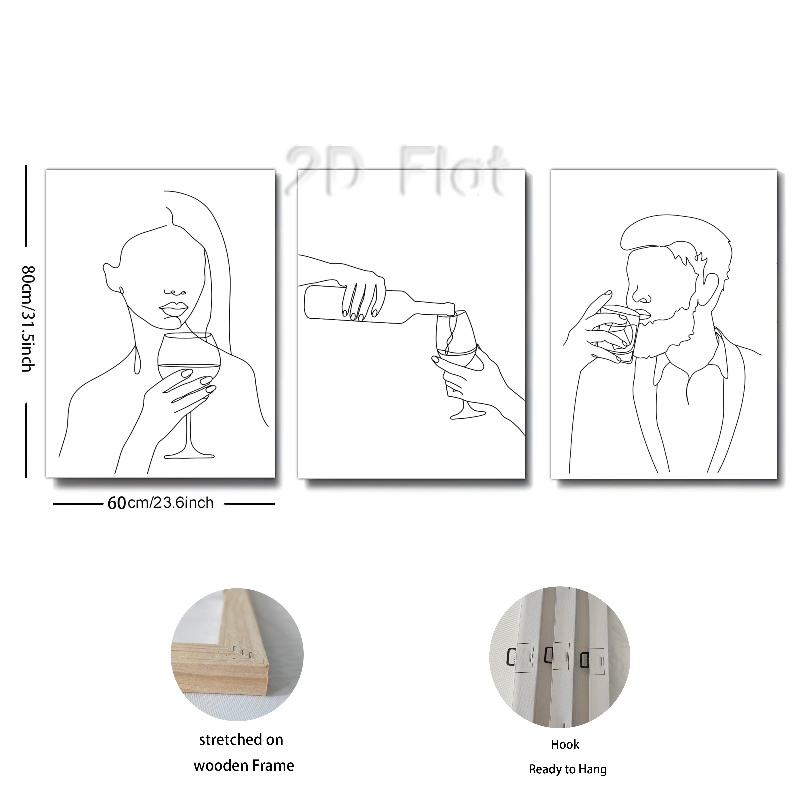 2D Flat
80cm/31.5inch
60cm/23.6inch
stretched on
wooden Frame
Hook
Ready to Hang